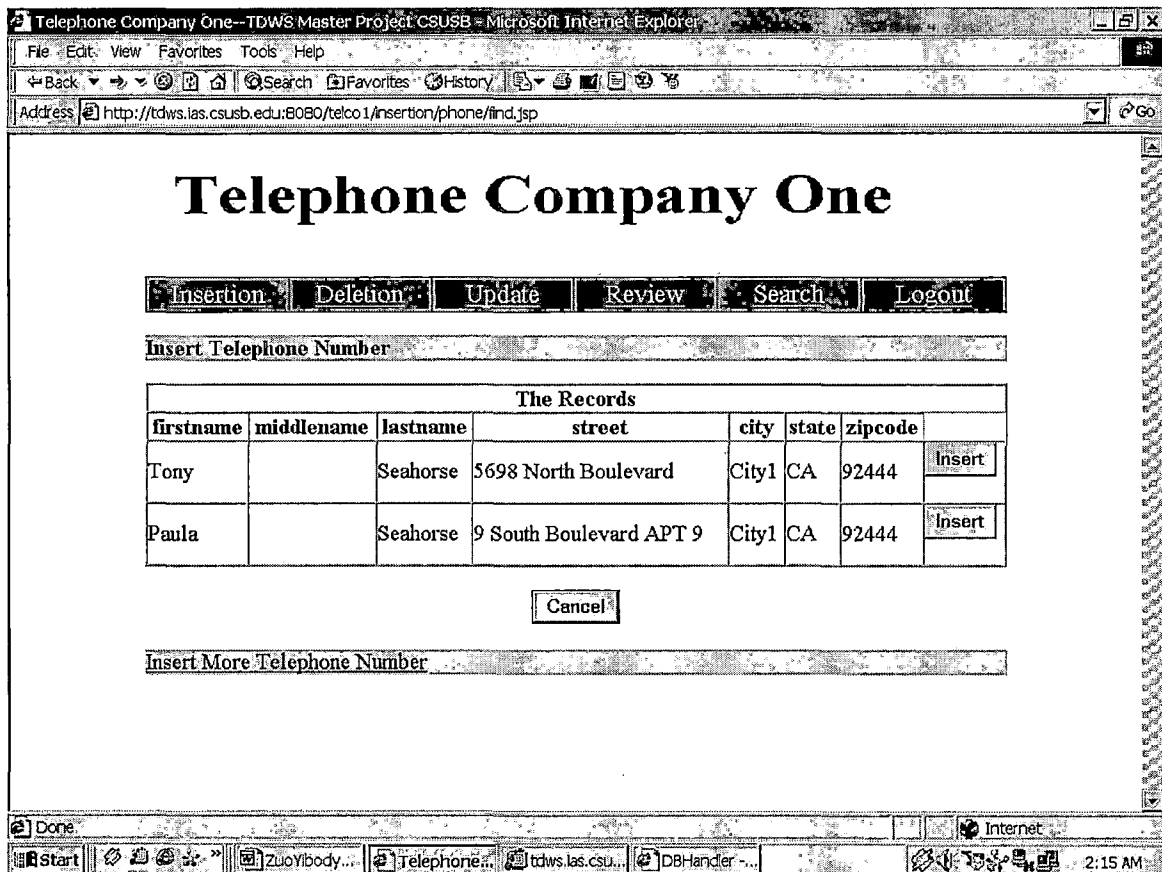 Telephone Company One--TDWS Master Project CSUSB - Microsoft Internet Explorer
File Edit View Favorites Tools Help
Back Search Favorites History
Address http://tdws.ias.csusb.edu:8080/telco1/insertion/phone/find.jsp Go
Telephone Company One
Insertion Deletion Update Review Search Logout
Insert Telephone Number
The Records
firstname middlename lastname street city state zipcode
Tony Seahorse 5698 North Boulevard City1 CA 92444 Insert
Paula Seahorse 9 South Boulevard APT 9 City1 CA 92444 Insert
Cancel
Insert More Telephone Number
Done Internet
Start » ZuoYibody... Telephone... tdws.ias.csu... DBHandler -... 2:15 AM